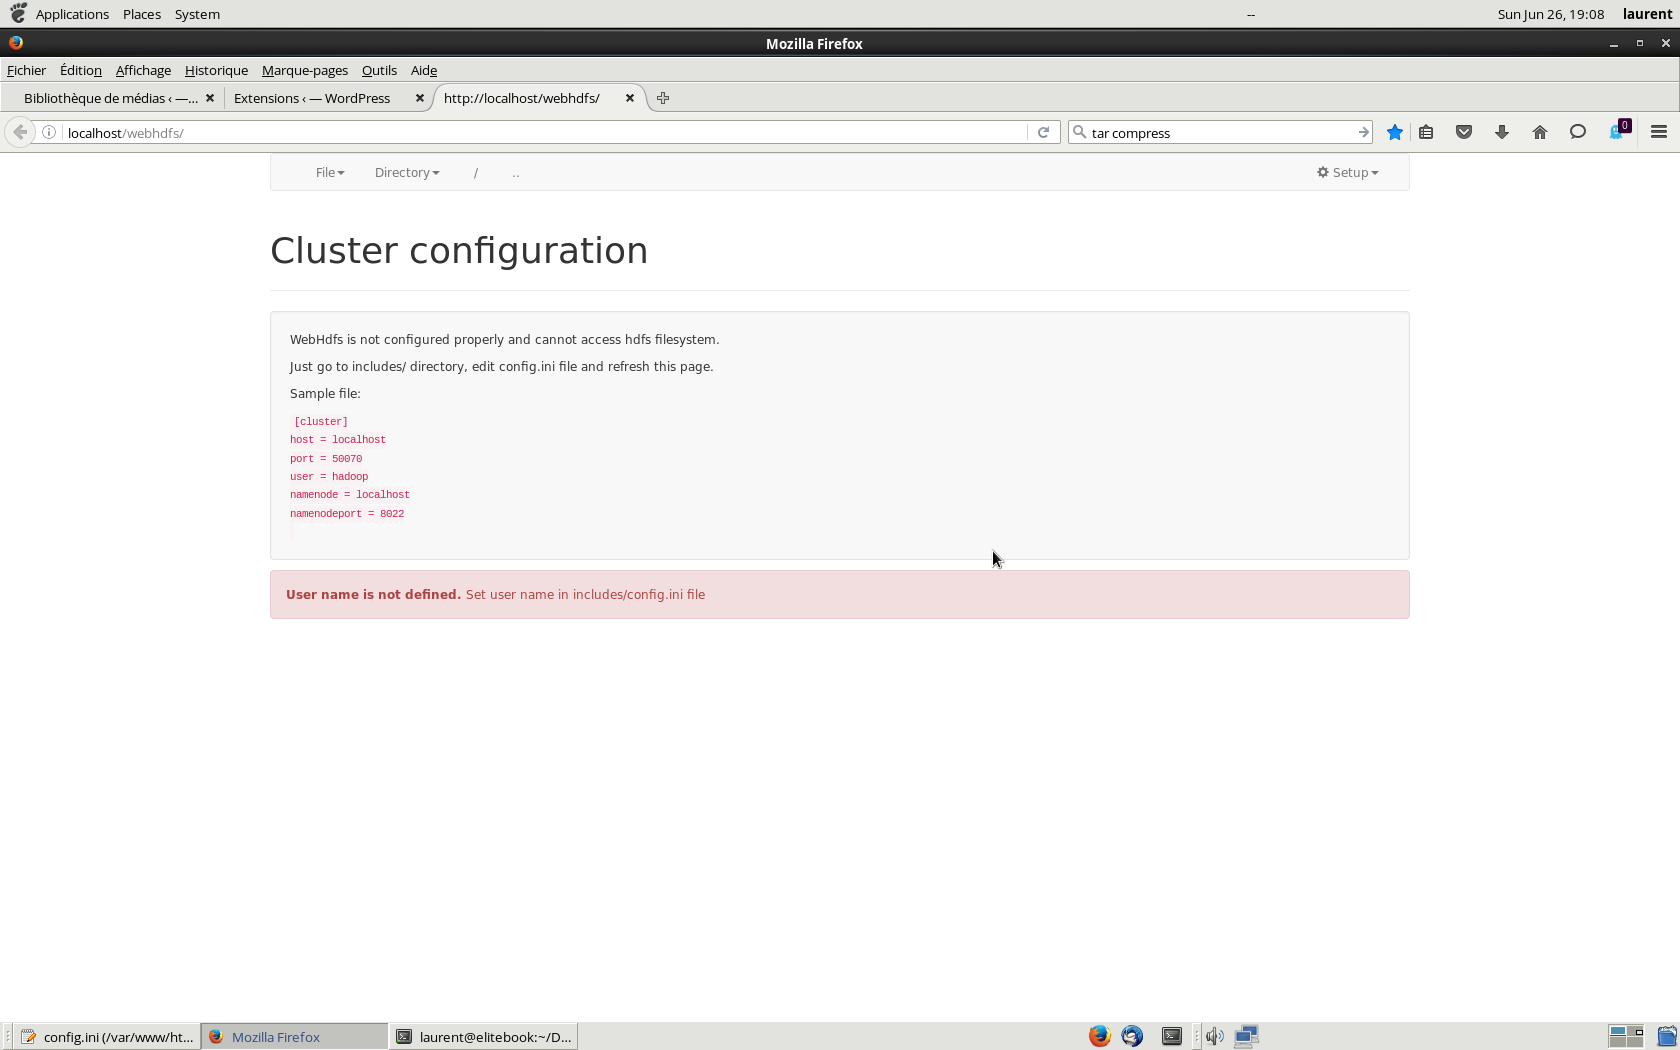 Applications Places System -- Sun Jun 26, 19:08 laurent
Mozilla Firefox
Fichier Édition Affichage Historique Marque-pages Outils Aide
Bibliothèque de médias ‹ —... Extensions ‹ — WordPress http://localhost/webhdfs/
localhost/webhdfs/ tar compress 0
File Directory / .. Setup
Cluster configuration
WebHdfs is not configured properly and cannot access hdfs filesystem.
Just go to includes/ directory, edit config.ini file and refresh this page.
Sample file:
[cluster]
host = localhost
port = 50070
user = hadoop
namenode = localhost
namenodeport = 8022
User name is not defined. Set user name in includes/config.ini file
config.ini (/var/www/ht... Mozilla Firefox laurent@elitebook:~/D...